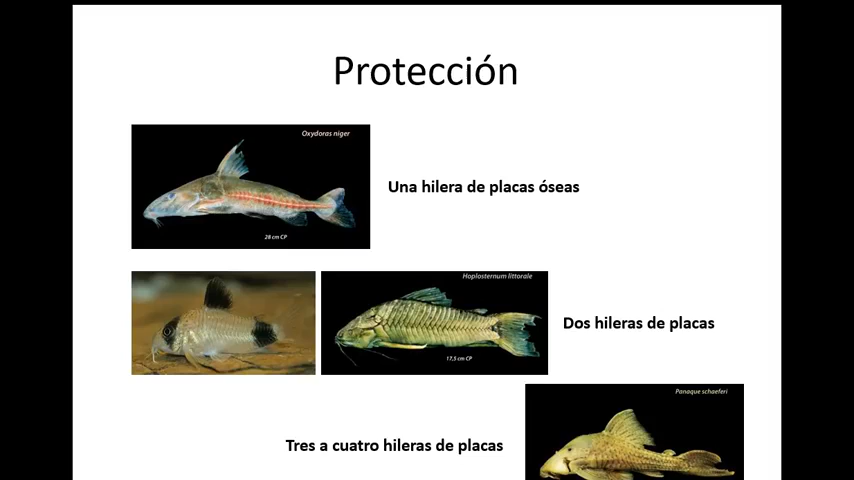 Protección
Oxydoras niger
Una hilera de placas óseas
28 cm CP
Hoplosternum littorale
Dos hileras de placas
17,5 cm CP
Panaque schaeferi
Tres a cuatro hileras de placas